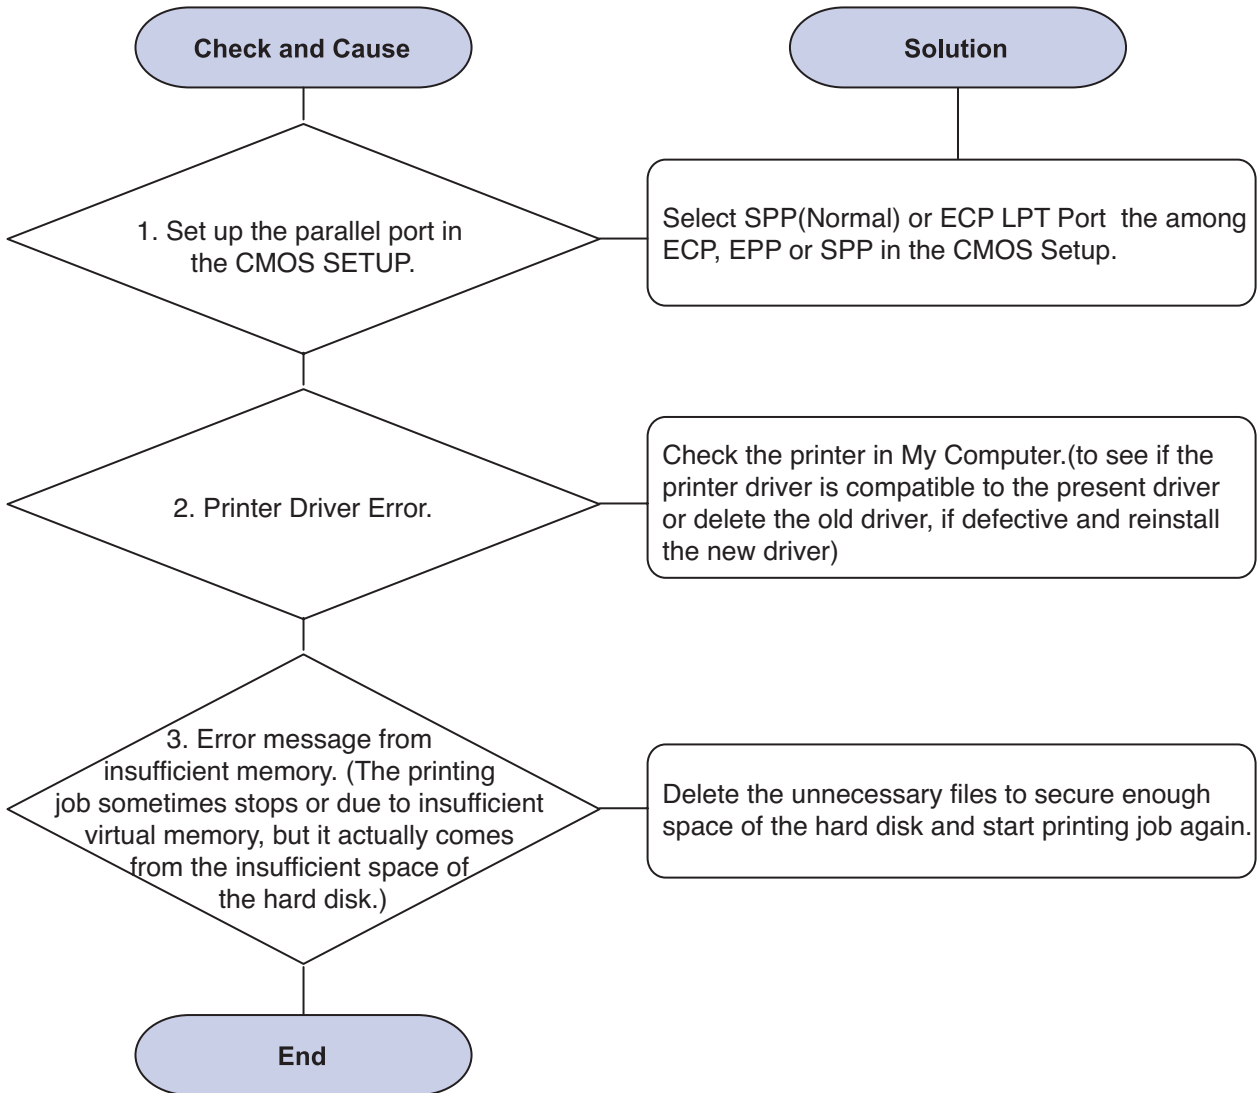 Check and Cause
Solution
1. Set up the parallel port in
the CMOS SETUP.
Select SPP(Normal) or ECP LPT Port  the among
ECP, EPP or SPP in the CMOS Setup.
2. Printer Driver Error.
Check the printer in My Computer.(to see if the
printer driver is compatible to the present driver
or delete the old driver, if defective and reinstall
the new driver)
3. Error message from
insufficient memory. (The printing
job sometimes stops or due to insufficient
virtual memory, but it actually comes
from the insufficient space of
the hard disk.)
Delete the unnecessary files to secure enough
space of the hard disk and start printing job again.
End